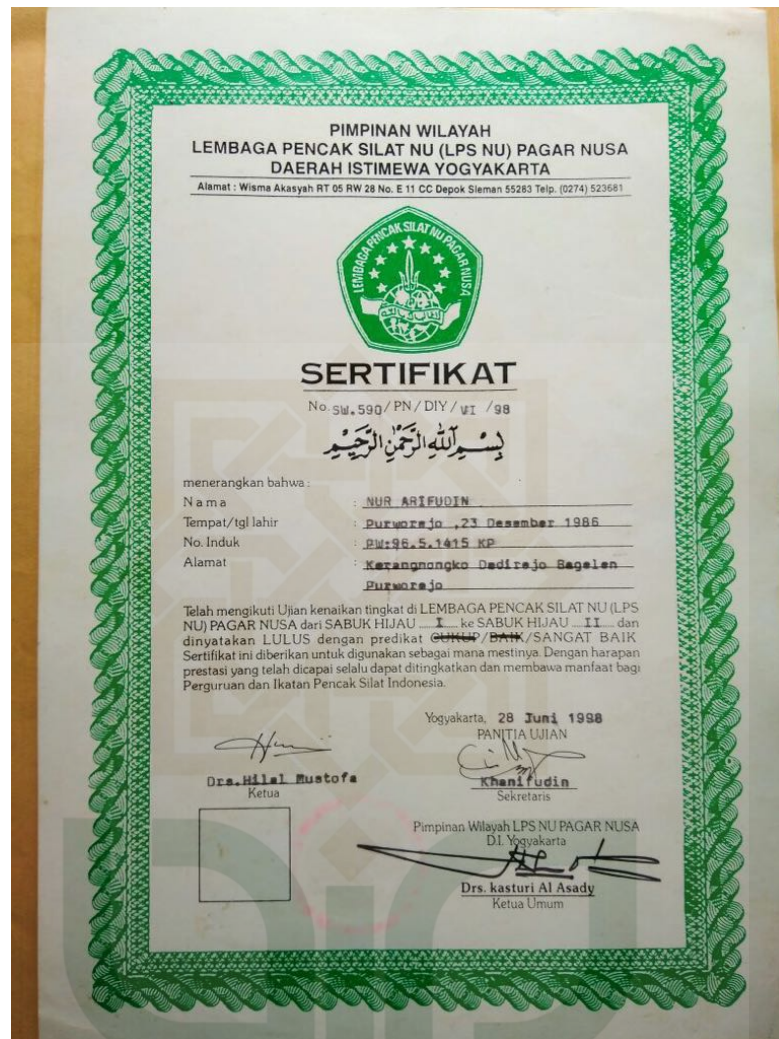 PIMPINAN WILAYAH
LEMBAGA PENCAK SILAT NU (LPS NU) PAGAR NUSA
DAERAH ISTIMEWA YOGYAKARTA
Alamat : Wisma Akasyah RT 05 RW 28 No. E 11 CC Depok Sleman 55283 Telp. (0274) 523681
LEMBAGA PENCAK SILAT NU PAGAR NUSA
SERTIFIKAT
No. SW.590/ PN / DIY / VI /98
بِسْمِ اللهِ الرَّحْمٰنِ الرَّحِيْمِ
menerangkan bahwa :
Nama : NUR ARIFUDIN
Tempat/tgl lahir : Purworejo ,23 Desember 1986
No. Induk : PW:96.5.1415 KP
Alamat : Karangnongko Dadirejo Bagelen
Purworejo
Telah mengikuti Ujian kenaikan tingkat di LEMBAGA PENCAK SILAT NU (LPS
NU) PAGAR NUSA dari SABUK HIJAU I ke SABUK HIJAU II dan
dinyatakan LULUS dengan predikat CUKUP/BAIK/SANGAT BAIK
Sertifikat ini diberikan untuk digunakan sebagai mana mestinya. Dengan harapan
prestasi yang telah dicapai selalu dapat ditingkatkan dan membawa manfaat bagi
Perguruan dan Ikatan Pencak Silat Indonesia.
Yogyakarta, 28 Juni 1998
PANITIA UJIAN
Drs.Hilal Mustofa
Ketua
Khanifudin
Sekretaris
Pimpinan Wilayah LPS NU PAGAR NUSA
D.I. Yogyakarta
Drs. kasturi Al Asady
Ketua Umum